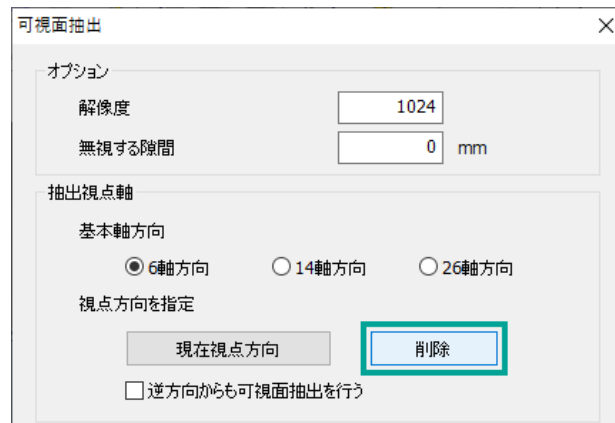 可視面抽出
オプション
解像度 1024
無視する隙間 0 mm
抽出視点軸
基本軸方向
6軸方向 14軸方向 26軸方向
視点方向を指定
現在視点方向 削除
逆方向からも可視面抽出を行う